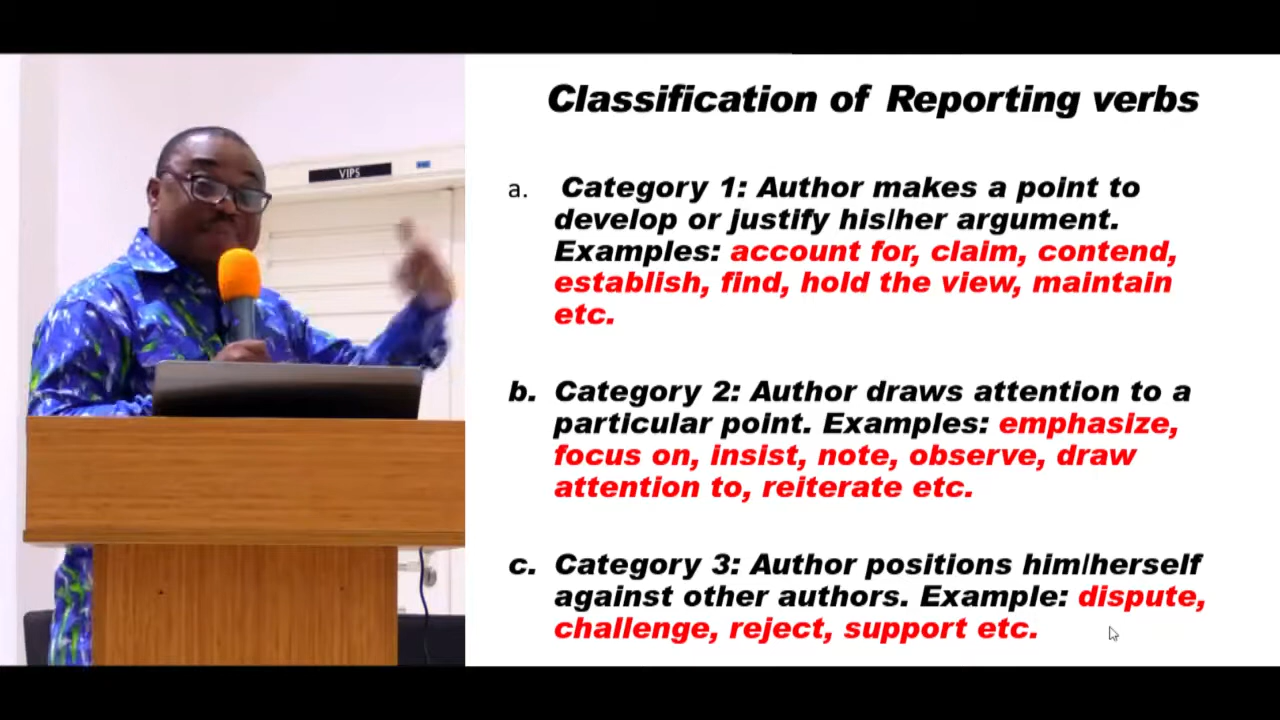 VIPS
Classification of Reporting verbs
a. Category 1: Author makes a point to
develop or justify his/her argument.
Examples: account for, claim, contend,
establish, find, hold the view, maintain
etc.
b. Category 2: Author draws attention to a
particular point. Examples: emphasize,
focus on, insist, note, observe, draw
attention to, reiterate etc.
c. Category 3: Author positions him/herself
against other authors. Example: dispute,
challenge, reject, support etc.